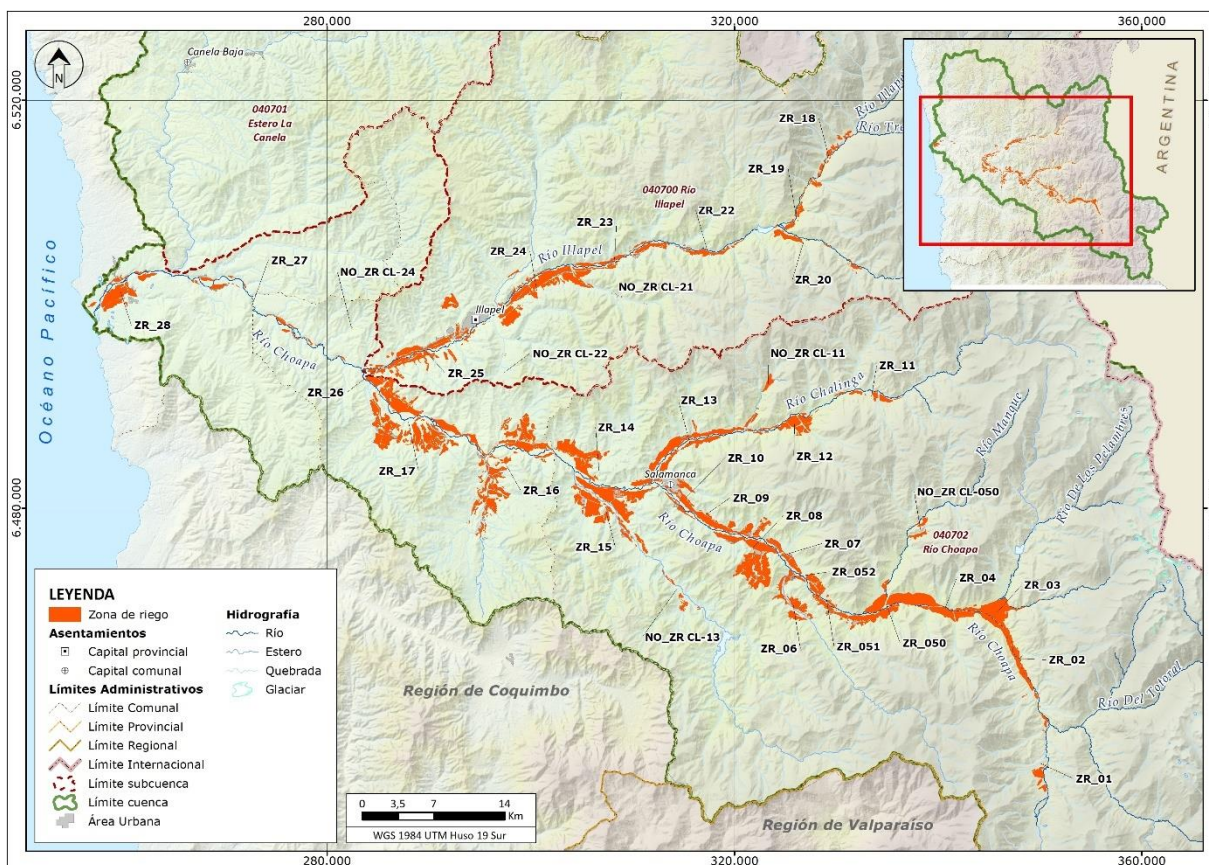 280.000
320.000
360.000
Canela Baja
N
6.520.000
040701
Estero La
Canela
ZR_18
Río Illapel
Río Tre
ARGENTINA
ZR_19
040700 Río
Illapel
ZR_22
ZR_23
Río Illapel
ZR_24
ZR_27
NO_ZR CL-24
ZR_20
NO_ZR CL-21
Océano Pacífico
Illapel
ZR_28
Río Choapa
NO_ZR CL-22
NO_ZR CL-11
ZR_11
ZR_25
Río Chalinga
ZR_26
Río Manque
Río De Los Pelambres
ZR_13
ZR_14
ZR_12
ZR_17
ZR_10
Salamanca
ZR_16
ZR_09
NO_ZR CL-050
6.480.000
Río Choapa
ZR_08
040702
Río Choapa
ZR_15
ZR_07
ZR_052
ZR_04
ZR_03
NO_ZR CL-13
ZR_06
ZR_051
ZR_050
Río Choapa
ZR_02
Región de Coquimbo
Río Del Totoral
ZR_01
Región de Valparaíso
LEYENDA
Zona de riego
Asentamientos
Capital provincial
Capital comunal
Límites Administrativos
Límite Comunal
Límite Provincial
Límite Regional
Límite Internacional
Límite subcuenca
Límite cuenca
Área Urbana
Hidrografía
Río
Estero
Quebrada
Glaciar
0 3,5 7 14
Km
WGS 1984 UTM Huso 19 Sur
280.000
320.000
360.000